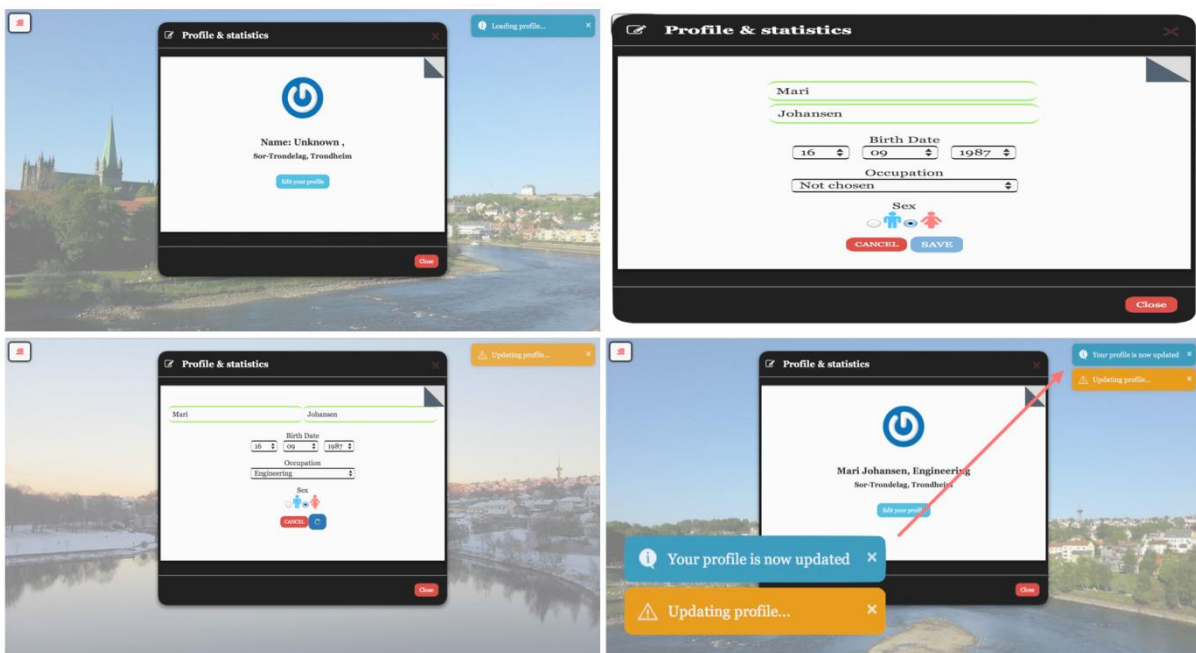 Loading profile... ×
Profile & statistics ×
Name: Unknown ,
Sor-Trondelag, Trondheim
Edit your profile
Close
Profile & statistics ×
Mari
Johansen
Birth Date
16 09 1987
Occupation
Not chosen
Sex
CANCEL SAVE
Close
Updating profile... ×
Profile & statistics ×
Mari Johansen
Birth Date
16 09 1987
Occupation
Engineering
Sex
CANCEL
Close
Your profile is now updated ×
Updating profile... ×
Profile & statistics ×
Mari Johansen, Engineering
Sor-Trondelag, Trondheim
Edit your profile
Close
Your profile is now updated ×
Updating profile... ×